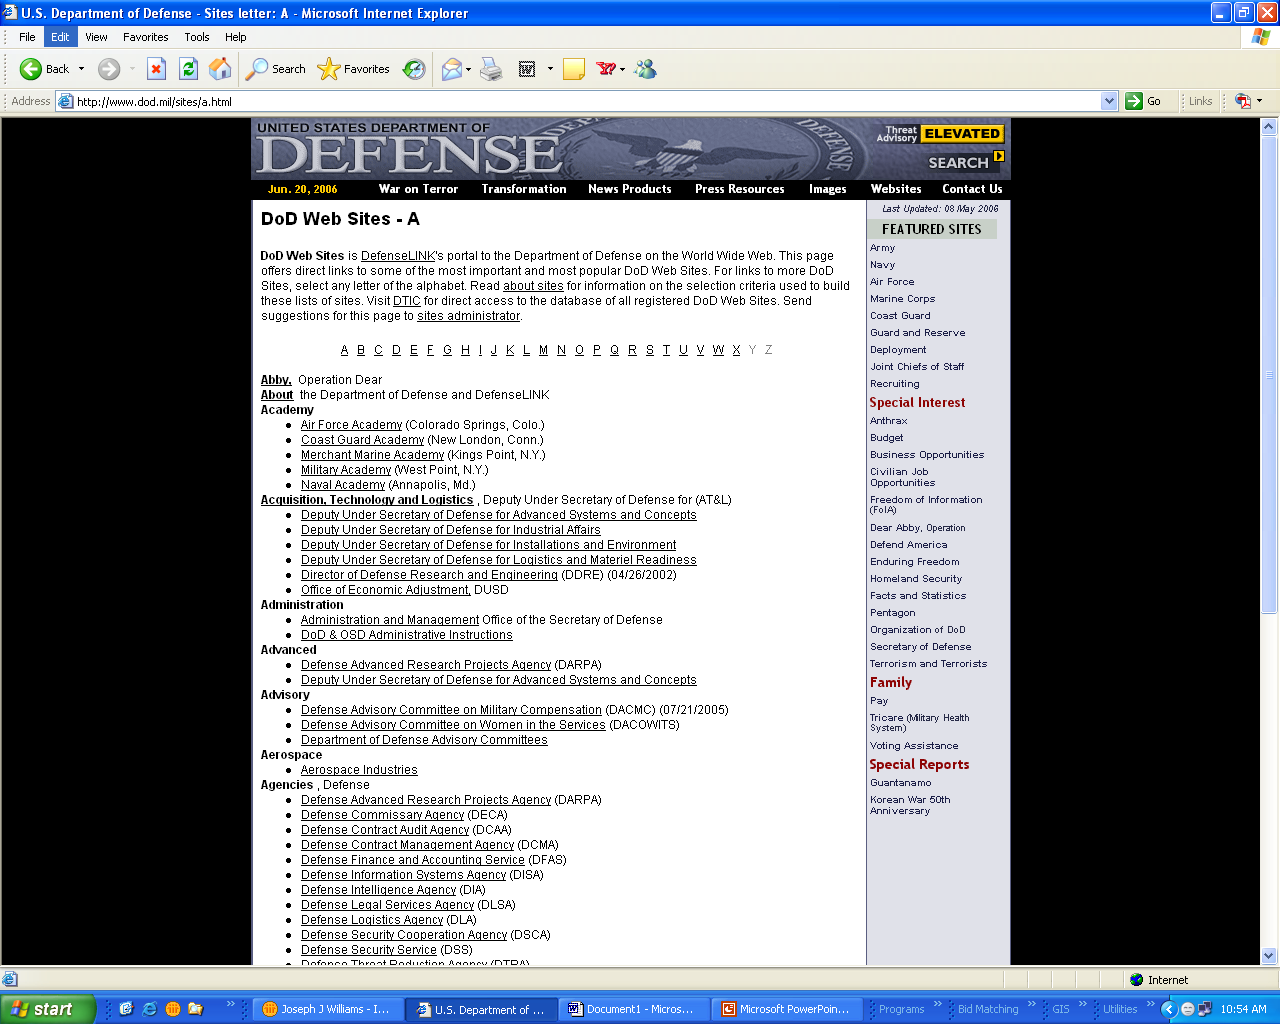 U.S. Department of Defense - Sites letter: A - Microsoft Internet Explorer
File Edit View Favorites Tools Help
Back Search Favorites
Address http://www.dod.mil/sites/a.html Go Links
UNITED STATES DEPARTMENT OF
DEFENSE
Threat Advisory ELEVATED
SEARCH
Jun. 20, 2006 War on Terror Transformation News Products Press Resources Images Websites Contact Us
DoD Web Sites - A
DoD Web Sites is DefenseLINK's portal to the Department of Defense on the World Wide Web. This page
offers direct links to some of the most important and most popular DoD Web Sites. For links to more DoD
Sites, select any letter of the alphabet. Read about sites for information on the selection criteria used to build
these lists of sites. Visit DTIC for direct access to the database of all registered DoD Web Sites. Send
suggestions for this page to sites administrator.
A B C D E F G H I J K L M N O P Q R S T U V W X Y Z
Abby, Operation Dear
About the Department of Defense and DefenseLINK
Academy
Air Force Academy (Colorado Springs, Colo.)
Coast Guard Academy (New London, Conn.)
Merchant Marine Academy (Kings Point, N.Y.)
Military Academy (West Point, N.Y.)
Naval Academy (Annapolis, Md.)
Acquisition, Technology and Logistics , Deputy Under Secretary of Defense for (AT&L)
Deputy Under Secretary of Defense for Advanced Systems and Concepts
Deputy Under Secretary of Defense for Industrial Affairs
Deputy Under Secretary of Defense for Installations and Environment
Deputy Under Secretary of Defense for Logistics and Materiel Readiness
Director of Defense Research and Engineering (DDRE) (04/26/2002)
Office of Economic Adjustment, DUSD
Administration
Administration and Management Office of the Secretary of Defense
DoD & OSD Administrative Instructions
Advanced
Defense Advanced Research Projects Agency (DARPA)
Deputy Under Secretary of Defense for Advanced Systems and Concepts
Advisory
Defense Advisory Committee on Military Compensation (DACMC) (07/21/2005)
Defense Advisory Committee on Women in the Services (DACOWITS)
Department of Defense Advisory Committees
Aerospace
Aerospace Industries
Agencies , Defense
Defense Advanced Research Projects Agency (DARPA)
Defense Commissary Agency (DECA)
Defense Contract Audit Agency (DCAA)
Defense Contract Management Agency (DCMA)
Defense Finance and Accounting Service (DFAS)
Defense Information Systems Agency (DISA)
Defense Intelligence Agency (DIA)
Defense Legal Services Agency (DLSA)
Defense Logistics Agency (DLA)
Defense Security Cooperation Agency (DSCA)
Defense Security Service (DSS)
Defense Threat Reduction Agency (DTRA)
Last Updated: 08 May 2006
FEATURED SITES
Army
Navy
Air Force
Marine Corps
Coast Guard
Guard and Reserve
Deployment
Joint Chiefs of Staff
Recruiting
Special Interest
Anthrax
Budget
Business Opportunities
Civilian Job
Opportunities
Freedom of Information
(FoIA)
Dear Abby, Operation
Defend America
Enduring Freedom
Homeland Security
Facts and Statistics
Pentagon
Organization of DoD
Secretary of Defense
Terrorism and Terrorists
Family
Pay
Tricare (Military Health
System)
Voting Assistance
Special Reports
Guantanamo
Korean War 50th
Anniversary
Internet
start Joseph J Williams - I... U.S. Department of ... Document1 - Micros... Microsoft PowerPoin... Programs Bid Matching GIS Utilities 10:54 AM